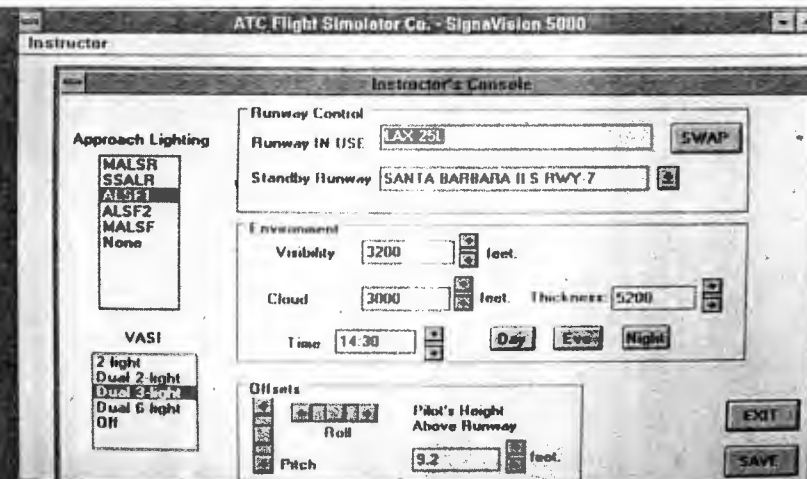 ATC Flight Simulator Co. - SignaVision 5000
Instructor
Instructor's Console
Approach Lighting
MALSR
SSALR
ALSF1
ALSF2
MALSF
None
VASI
2 light
Dual 2-light
Dual 3-light
Dual 6 light
Off
Runway Control
Runway IN USE LAX 25L SWAP
Standby Runway SANTA BARBARA ILS RWY 7
Environment
Visibility 3200 feet.
Cloud 3000 feet. Thickness: 5200
Time 14:30 Day Eve Night
Offsets
Roll
Pitch
Pilot's Height
Above Runway
9.2 feet.
EXIT
SAVE